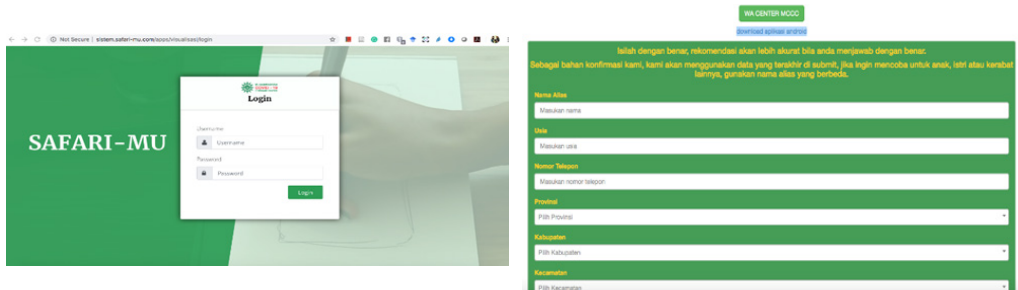 Not Secure | sistem.safari-mu.com/apps/visualisasi/login
SAFARI-MU
Login
Username
Username
Password
Password
Login
WA CENTER MCCC
download aplikasi android
Isilah dengan benar, rekomendasi akan lebih akurat bila anda menjawab dengan benar.
Sebagai bahan konfirmasi kami, kami akan menggunakan data yang terakhir di submit, jika ingin mencoba untuk anak, istri atau kerabat
lainnya, gunakan nama alias yang berbeda.
Nama Alias
Masukan nama
Usia
Masukan usia
Nomor Telepon
Masukan nomor telepon
Provinsi
Pilih Provinsi
Kabupaten
Pilih Kabupaten
Kecamatan
Pilih Kecamatan